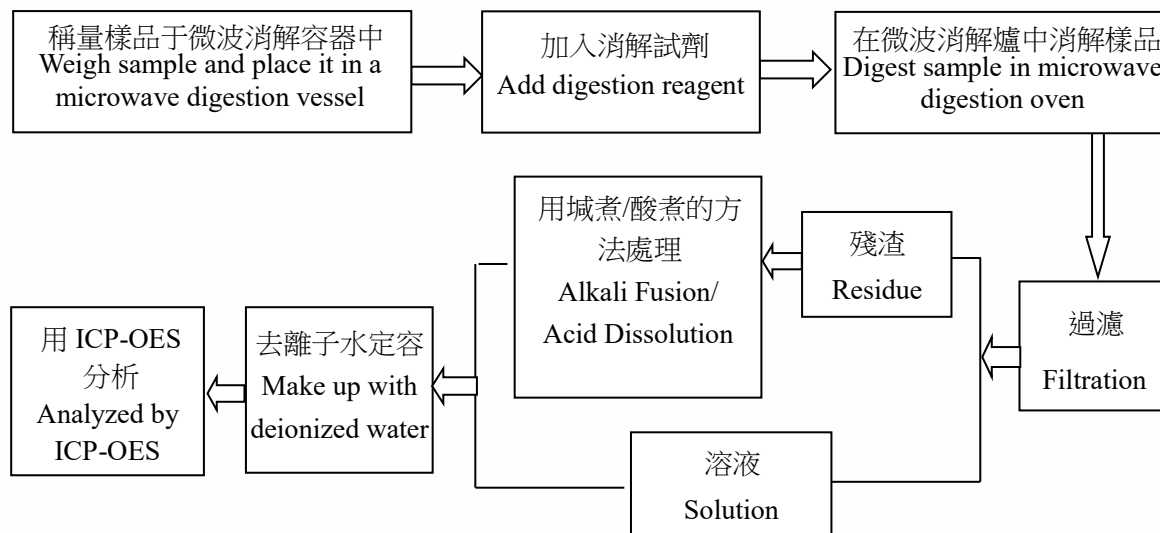 稱量樣品于微波消解容器中
Weigh sample and place it in a
microwave digestion vessel
加入消解試劑
Add digestion reagent
在微波消解爐中消解樣品
Digest sample in microwave
digestion oven
過濾
Filtration
殘渣
Residue
用堿煮/酸煮的方
法處理
Alkali Fusion/
Acid Dissolution
溶液
Solution
去離子水定容
Make up with
deionized water
用 ICP-OES
分析
Analyzed by
ICP-OES